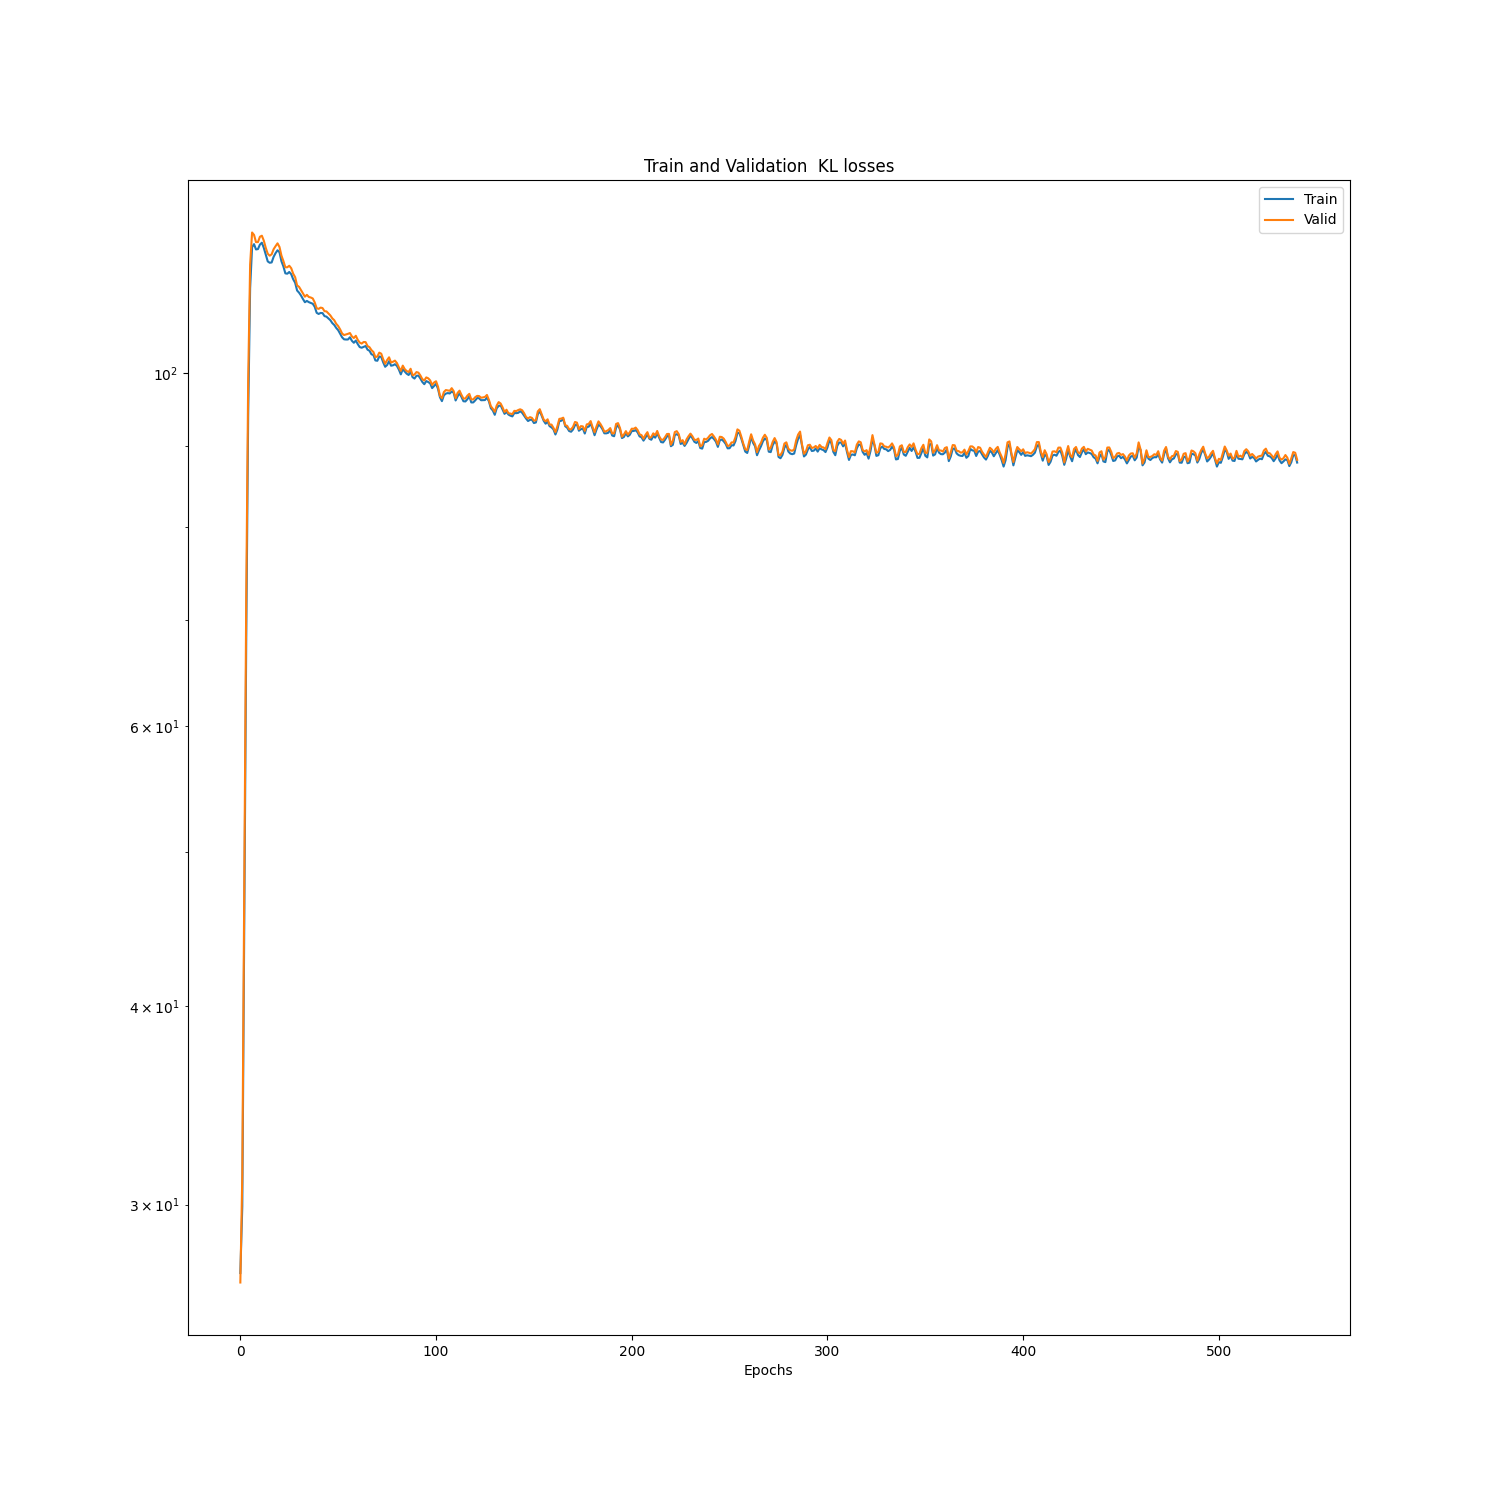 Train and Validation  KL losses
Train
Valid
10²
6 × 10¹
4 × 10¹
3 × 10¹
0 100 200 300 400 500
Epochs